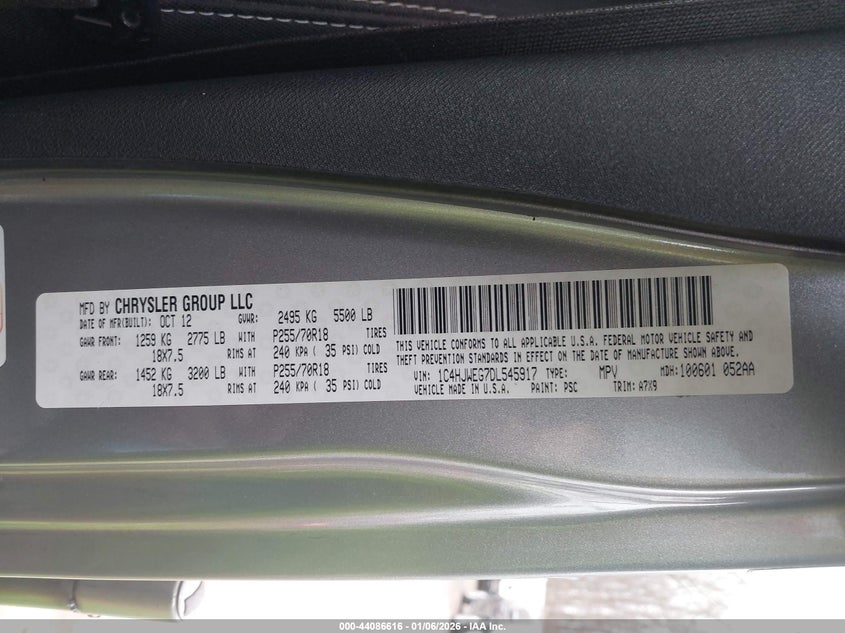 MFD BY CHRYSLER GROUP LLC
DATE OF MFR(BUILT): OCT 12 GVWR: 2495 KG 5500 LB
GAWR FRONT: 1259 KG 2775 LB WITH P255/70R18 TIRES
18X7.5 RIMS AT 240 KPA ( 35 PSI) COLD
GAWR REAR: 1452 KG 3200 LB WITH P255/70R18 TIRES
18X7.5 RIMS AT 240 KPA ( 35 PSI) COLD
THIS VEHICLE CONFORMS TO ALL APPLICABLE U.S.A. FEDERAL MOTOR VEHICLE SAFETY AND
THEFT PREVENTION STANDARDS IN EFFECT ON THE DATE OF MANUFACTURE SHOWN ABOVE.
VIN: 1C4HJWEG7DL545917 TYPE: MPV MDH: 100601 052AA
VEHICLE MADE IN U.S.A. PAINT: PSC TRIM: A7X9
000-44086616 - 01/06/2026 - IAA Inc.